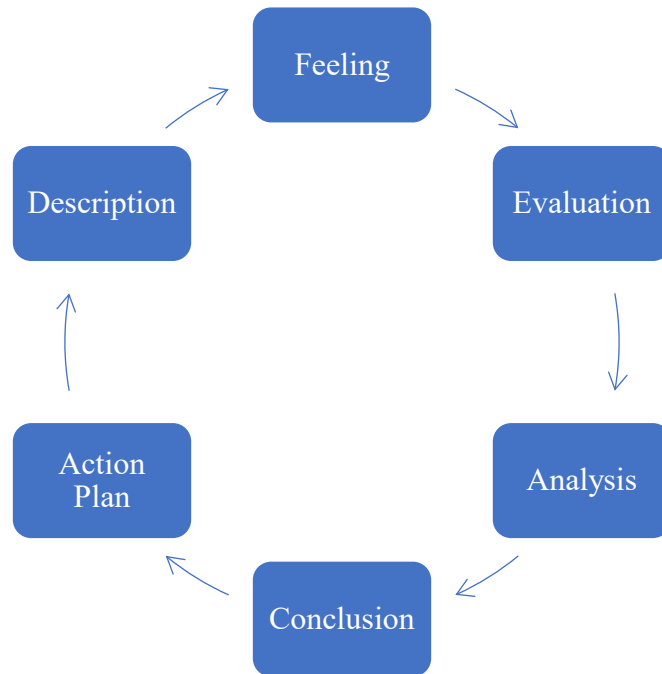 Feeling
Description
Evaluation
Action
Plan
Analysis
Conclusion